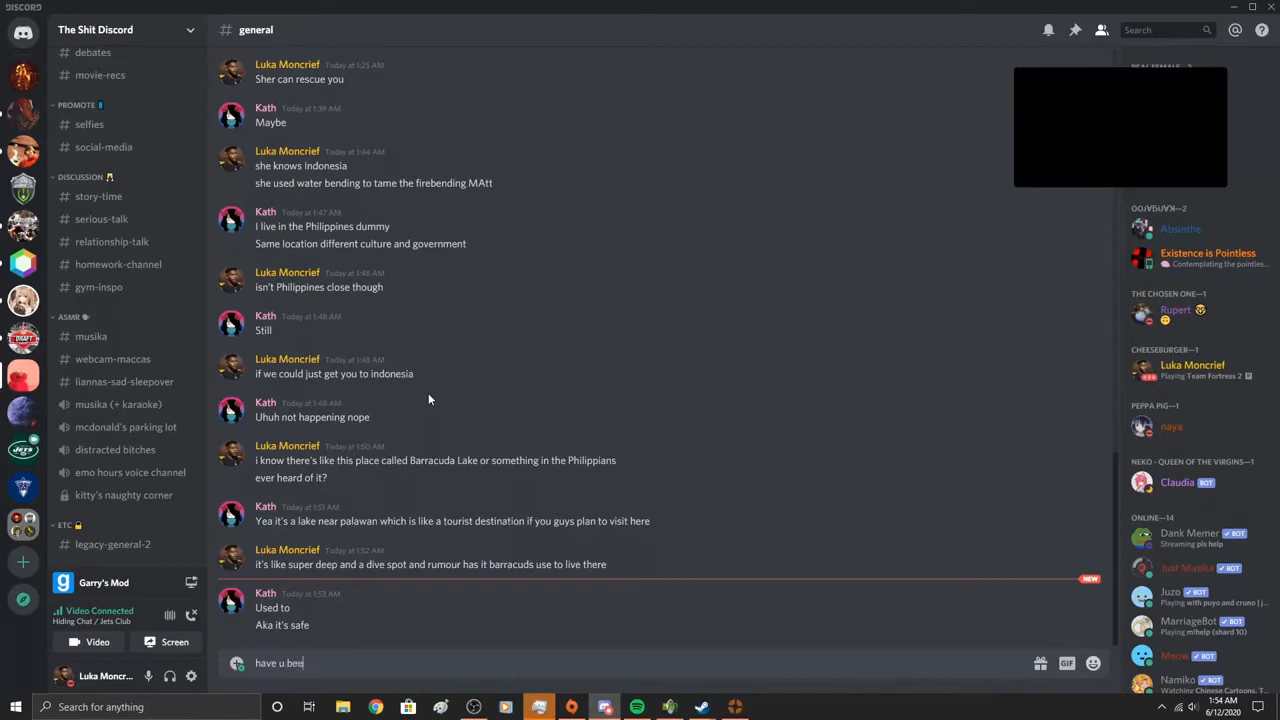 DISCORD
The Shit Discord
# general
Search
debates
movie-recs
PROMOTE
selfies
social-media
DISCUSSION
story-time
serious-talk
relationship-talk
homework-channel
gym-inspo
ASMR
musika
webcam-maccas
liannas-sad-sleepover
musika (+ karaoke)
mcdonald's parking lot
distracted bitches
emo hours voice channel
kitty's naughty corner
ETC
legacy-general-2
Garry's Mod
Video Connected
Hiding Chat / Jets Club
Video
Screen
Luka Moncr...
Luka Moncrief Today at 1:25 AM
Sher can rescue you
Kath Today at 1:39 AM
Maybe
Luka Moncrief Today at 1:44 AM
she knows Indonesia
she used water bending to tame the firebending MAtt
Kath Today at 1:47 AM
I live in the Philippines dummy
Same location different culture and government
Luka Moncrief Today at 1:48 AM
isn't Philippines close though
Kath Today at 1:48 AM
Still
Luka Moncrief Today at 1:48 AM
if we could just get you to indonesia
Kath Today at 1:48 AM
Uhuh not happening nope
Luka Moncrief Today at 1:50 AM
i know there's like this place called Barracuda Lake or something in the Philippians
ever heard of it?
Kath Today at 1:51 AM
Yea it's a lake near palawan which is like a tourist destination if you guys plan to visit here
Luka Moncrief Today at 1:52 AM
it's like super deep and a dive spot and rumour has it barracuds use to live there
NEW
Kath Today at 1:53 AM
Used to
Aka it's safe
have u bee
GIF
Absinthe
Existence is Pointless
Contemplating the pointles...
THE CHOSEN ONE—1
Rupert
CHEESEBURGER—1
Luka Moncrief
Playing Team Fortress 2
PEPPA PIG—1
naya
NEKO - QUEEN OF THE VIRGINS—1
Claudia BOT
ONLINE—14
Dank Memer BOT
Streaming pls help
Just Musika BOT
Juzo BOT
Playing with puyo and cruno | j...
MarriageBot BOT
Playing m!help (shard 10)
Meow BOT
Namiko BOT
Watching Chinese Cartoons. T...
Search for anything
1:54 AM
6/12/2020